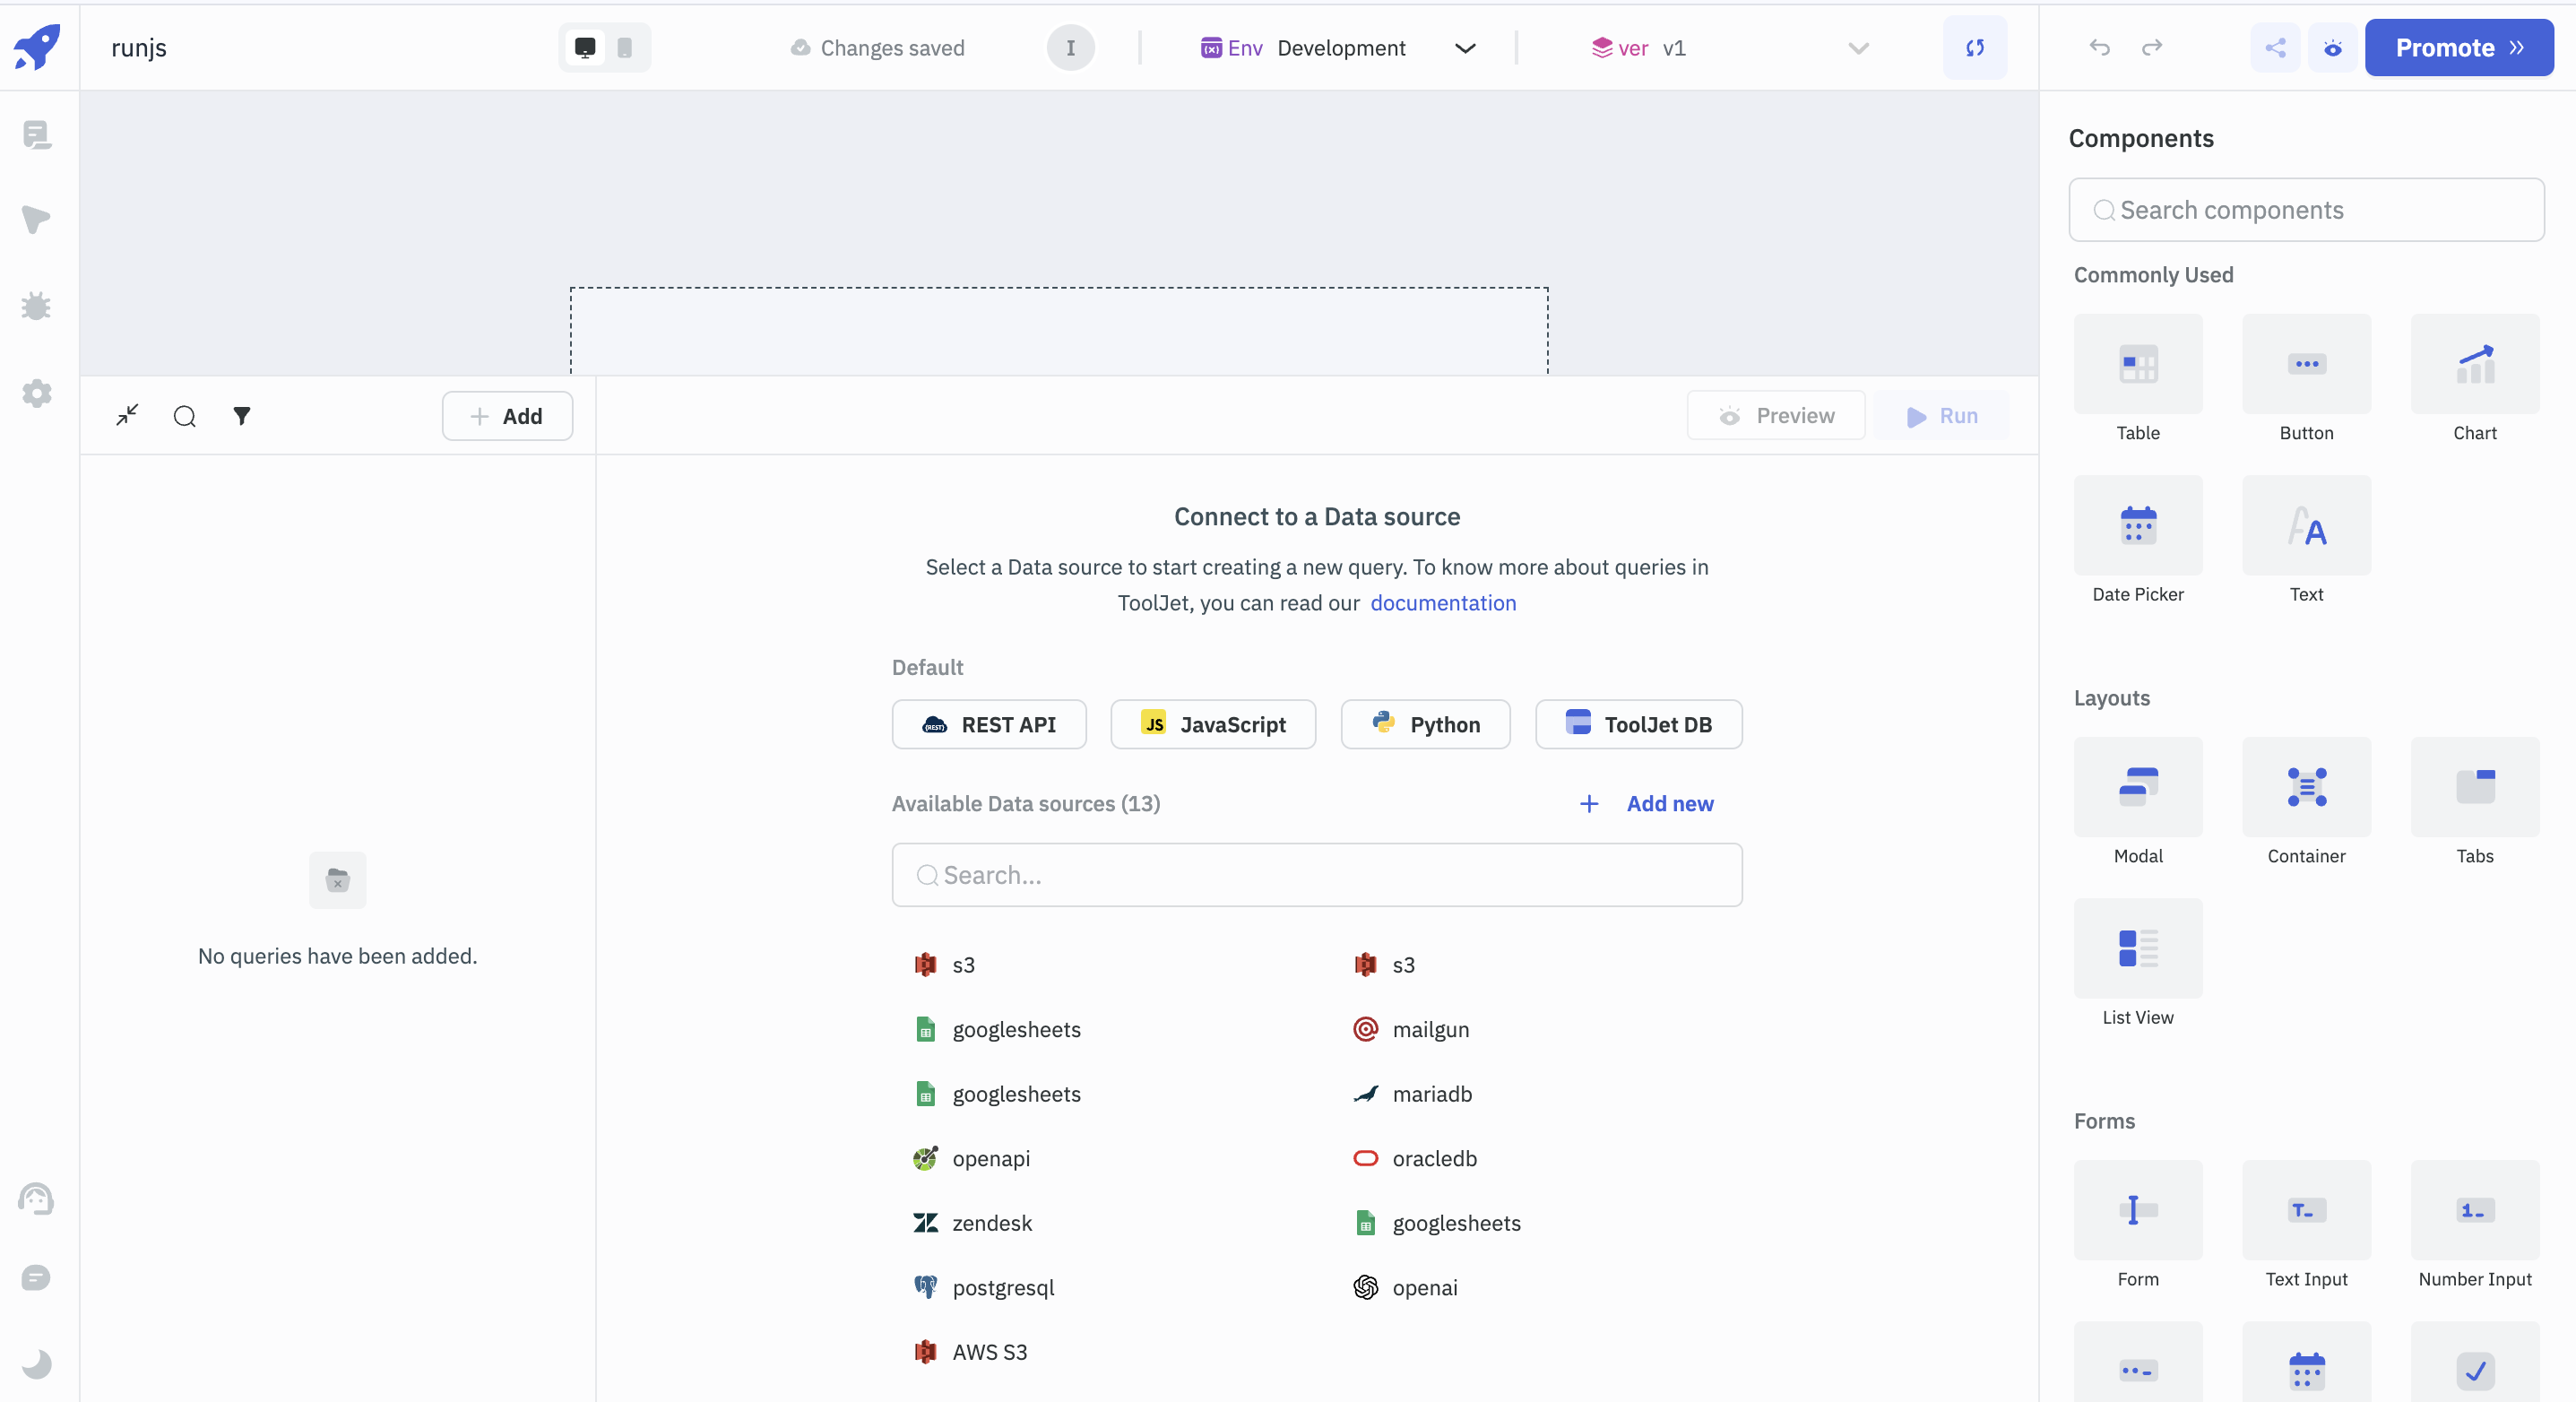 runjs
Changes saved
I
Env Development
ver v1
Promote
Components
Search components
Commonly Used
Table
Button
Chart
Date Picker
Text
Layouts
Modal
Container
Tabs
List View
Forms
Form
T_
Text Input
1_
Number Input
Add
Preview
Run
No queries have been added.
Connect to a Data source
Select a Data source to start creating a new query. To know more about queries in
ToolJet, you can read our documentation
Default
REST
REST API
JS
JavaScript
Python
ToolJet DB
Available Data sources (13)
Add new
Search...
s3
s3
googlesheets
mailgun
googlesheets
mariadb
openapi
oracledb
zendesk
googlesheets
postgresql
openai
AWS S3